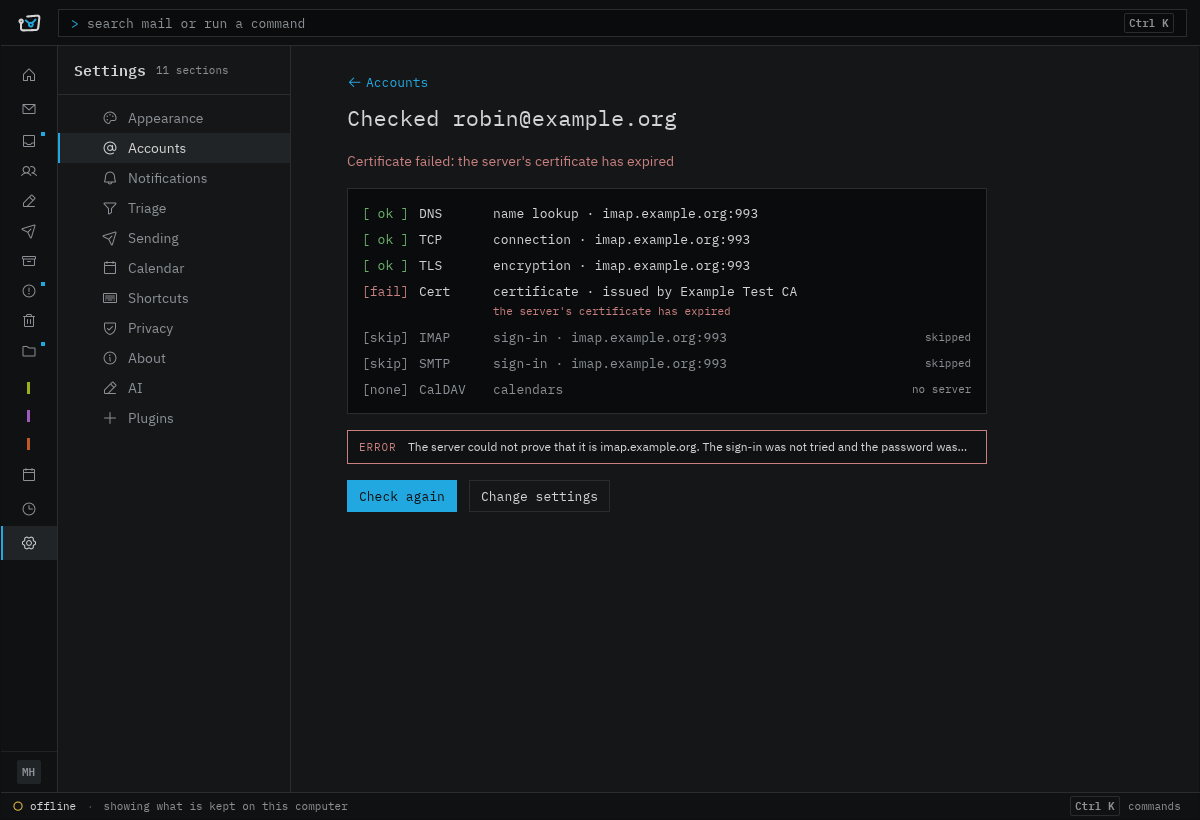 > search mail or run a command Ctrl K
Settings 11 sections
Appearance
Accounts
Notifications
Triage
Sending
Calendar
Shortcuts
Privacy
About
AI
Plugins
MH
← Accounts
Checked robin@example.org
Certificate failed: the server's certificate has expired
[ ok ] DNS name lookup · imap.example.org:993
[ ok ] TCP connection · imap.example.org:993
[ ok ] TLS encryption · imap.example.org:993
[fail] Cert certificate · issued by Example Test CA
the server's certificate has expired
[skip] IMAP sign-in · imap.example.org:993 skipped
[skip] SMTP sign-in · imap.example.org:993 skipped
[none] CalDAV calendars no server
ERROR The server could not prove that it is imap.example.org. The sign-in was not tried and the password was…
Check again Change settings
offline · showing what is kept on this computer Ctrl K commands